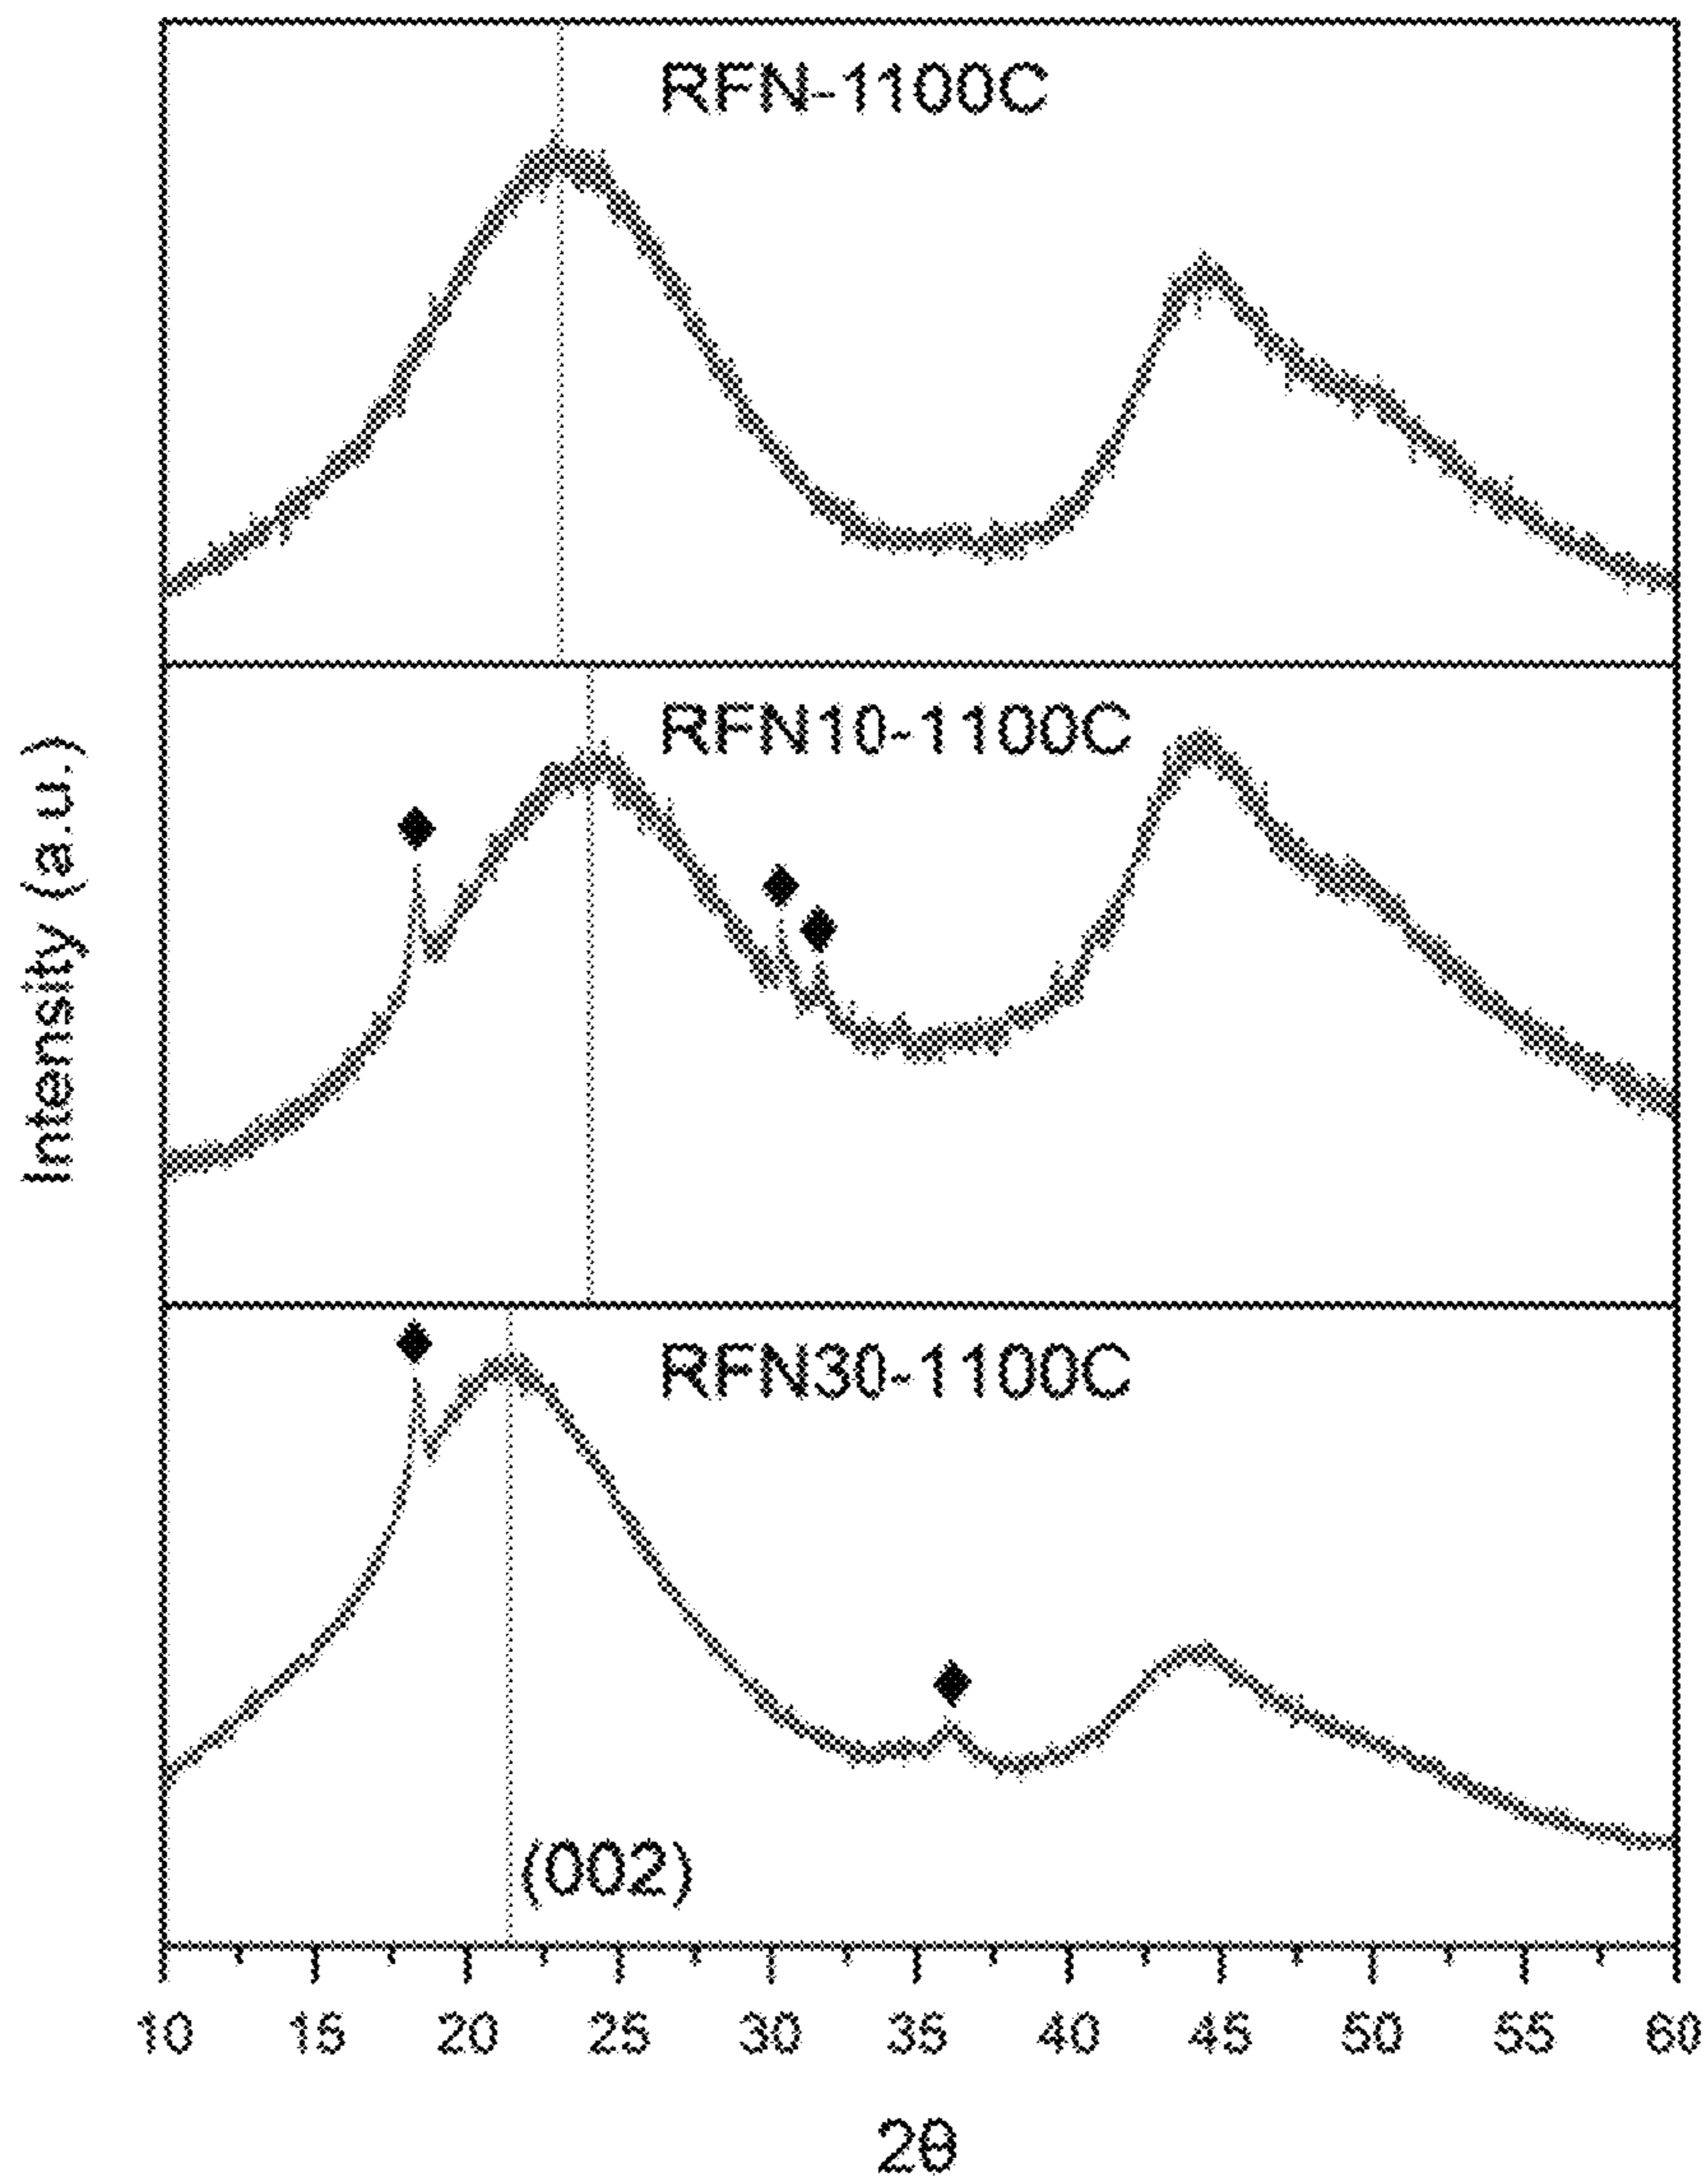 RFN-1100C
RFN10-1100C
Intensity (a.u.)
RFN30-1100C
(002)
10 15 20 25 30 35 40 45 50 55 60
2θ